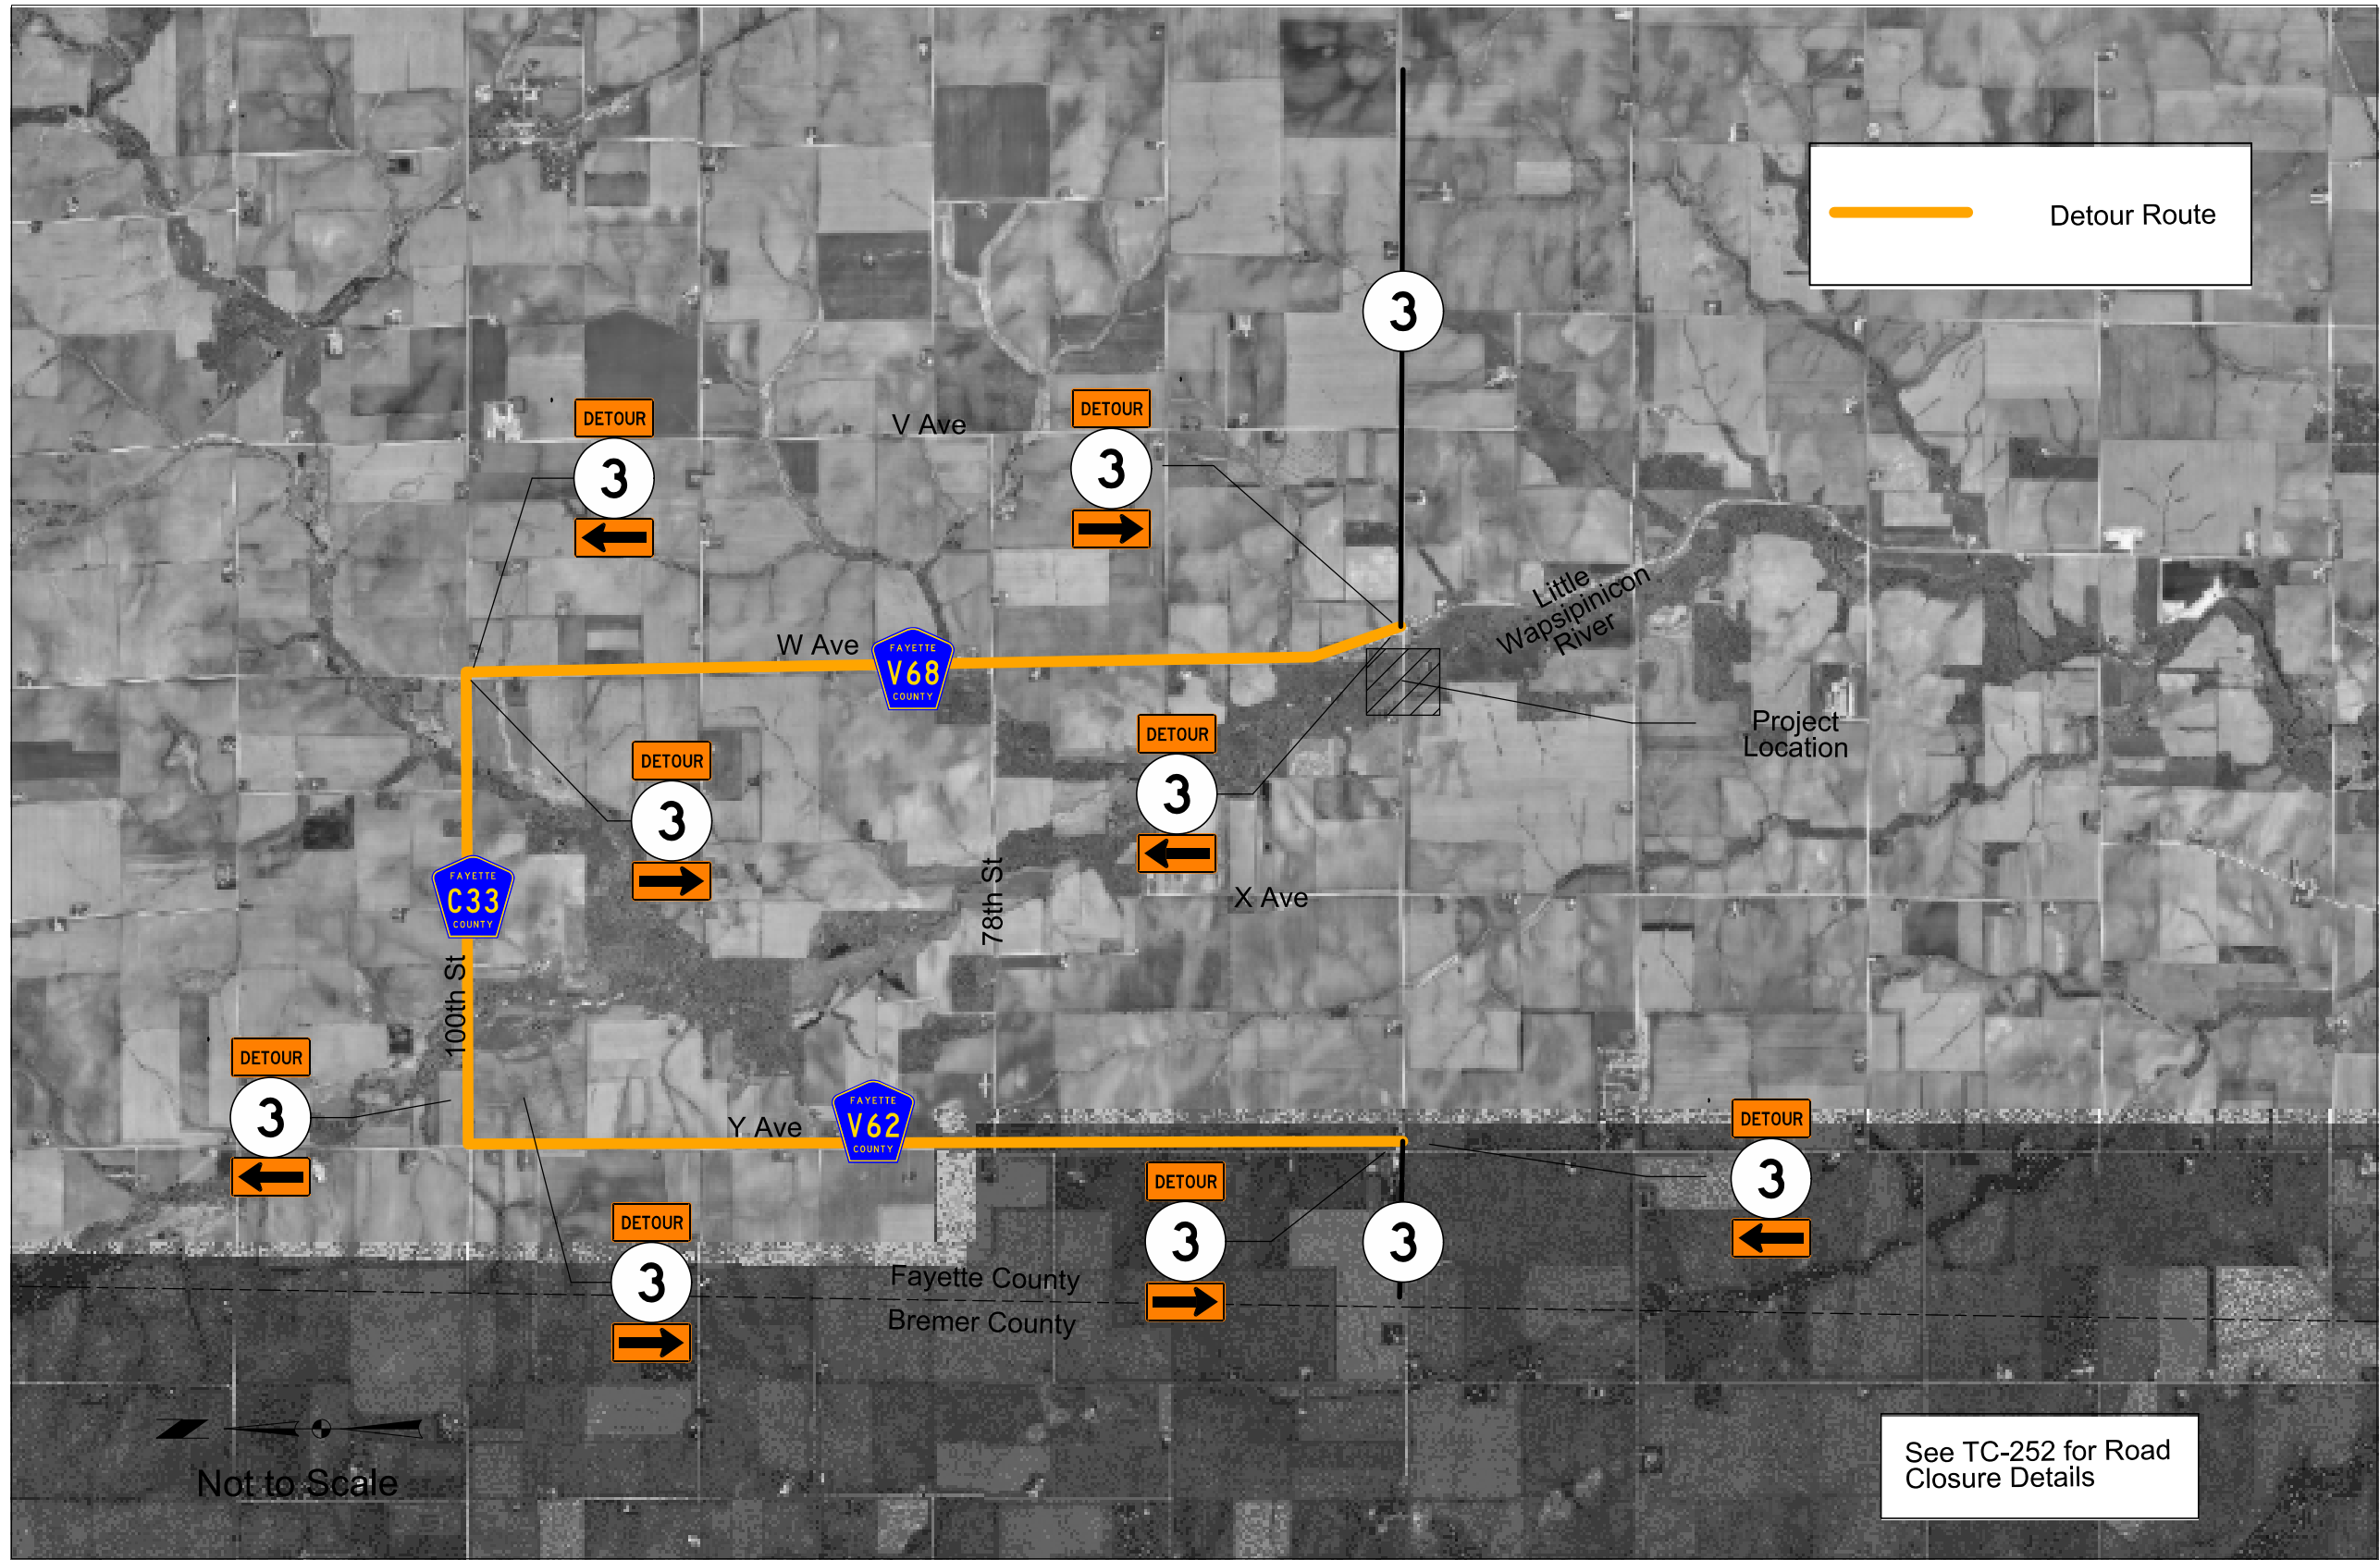 3
Detour Route
DETOUR
3
V Ave
DETOUR
3
Little
Wapsipinicon
River
W Ave
FAYETTE
V68
COUNTY
Project
Location
DETOUR
3
DETOUR
3
78th St
X Ave
FAYETTE
C33
COUNTY
100th St
DETOUR
3
Y Ave
FAYETTE
V62
COUNTY
DETOUR
3
DETOUR
3
3
DETOUR
3
Fayette County
Bremer County
Not to Scale
See TC-252 for Road
Closure Details